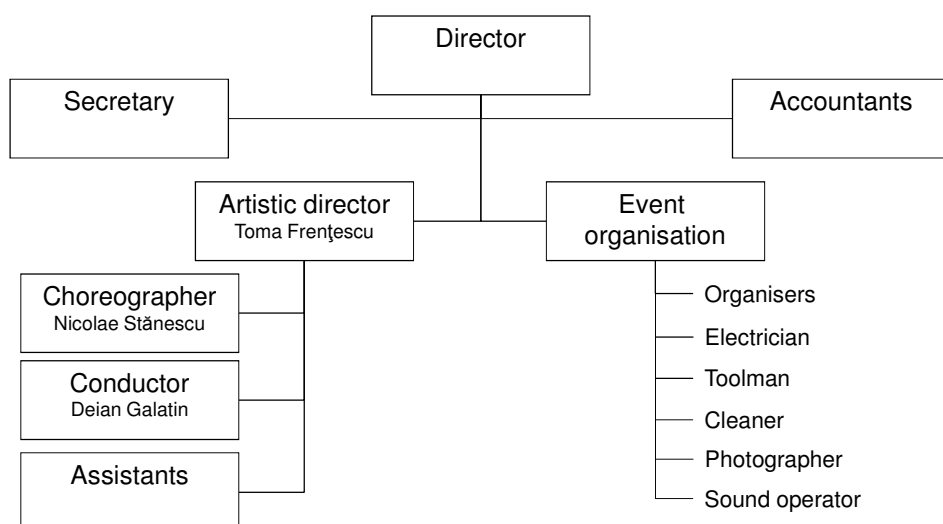 Director
Secretary
Accountants
Artistic director
Toma Frenţescu
Event
organisation
Choreographer
Nicolae Stănescu
Conductor
Deian Galatin
Assistants
Organisers
Electrician
Toolman
Cleaner
Photographer
Sound operator